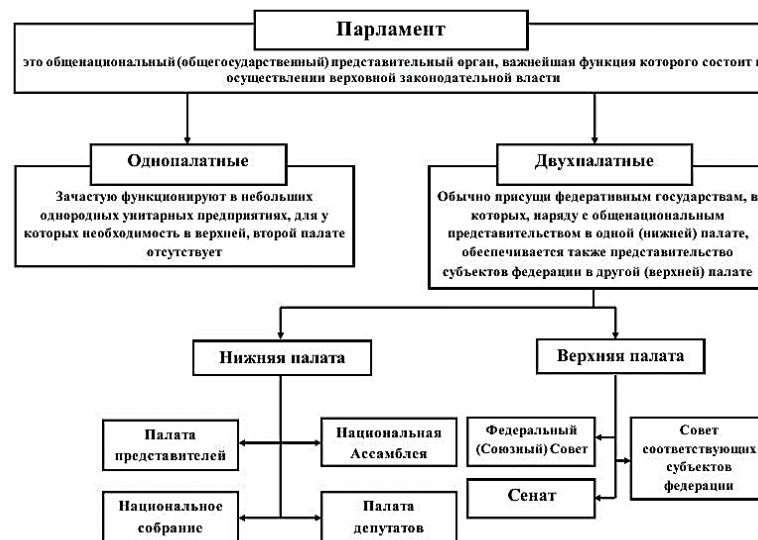 Парламент
это общенациональный (общегосударственный) представительный орган, важнейшая функция которого состоит
осуществлении верховной законодательной власти
Однопалатные
Зачастую функционируют в небольших
однородных унитарных предприятиях, для у
которых необходимость в верхней, второй палате
отсутствует
Двухпалатные
Обычно присущи федеративным государствам, в
которых, наряду с общенациональным
представительством в одной (нижней) палате,
обеспечивается также представительство
субъектов федерации в другой (верхней) палате
Нижняя палата
Верхняя палата
Палата
представителей
Национальная
Ассамблея
Национальное
собрание
Палата
депутатов
Федеральный
(Союзный) Совет
Сенат
Совет
соответствующих
субъектов
федерации